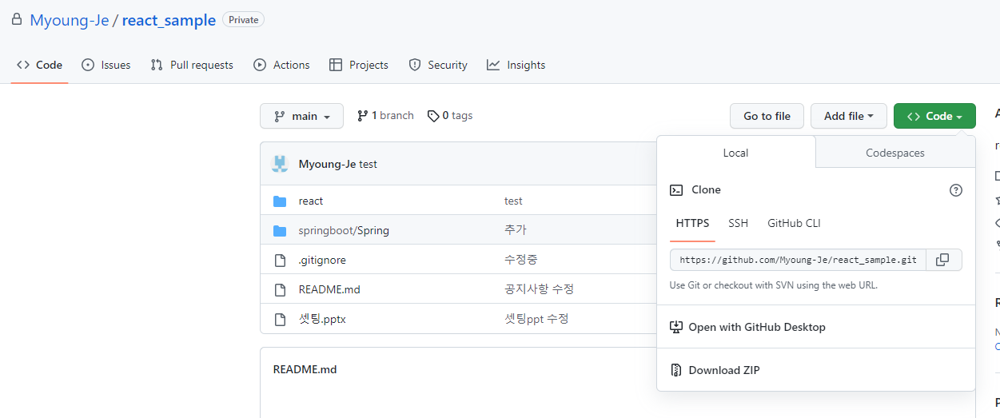 Myoung-Je / react_sample Private
Code Issues Pull requests Actions Projects Security Insights
main 1 branch 0 tags Go to file Add file Code
Myoung-Je test
react test
springboot/Spring 추가
.gitignore 수정중
README.md 공지사항 수정
셋팅.pptx 셋팅ppt 수정
README.md
Local Codespaces
Clone
HTTPS SSH GitHub CLI
https://github.com/Myoung-Je/react_sample.git
Use Git or checkout with SVN using the web URL.
Open with GitHub Desktop
Download ZIP